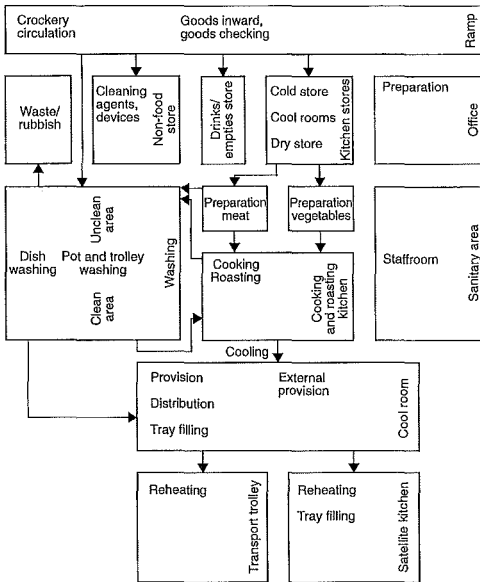 Crockery
circulation
Goods inward,
goods checking
Ramp
Waste/
rubbish
Cleaning
agents,
devices
Non-food
store
Drinks/
empties store
Cold store
Cool rooms
Dry store
Kitchen stores
Preparation
Office
Unclean
area
Dish
washing
Pot and trolley
washing
Clean
area
Washing
Preparation
meat
Preparation
vegetables
Cooking
Roasting
Cooking
and roasting
kitchen
Staffroom
Sanitary area
Cooling
Provision
Distribution
Tray filling
External
provision
Cool room
Reheating
Transport trolley
Reheating
Tray filling
Satellite kitchen